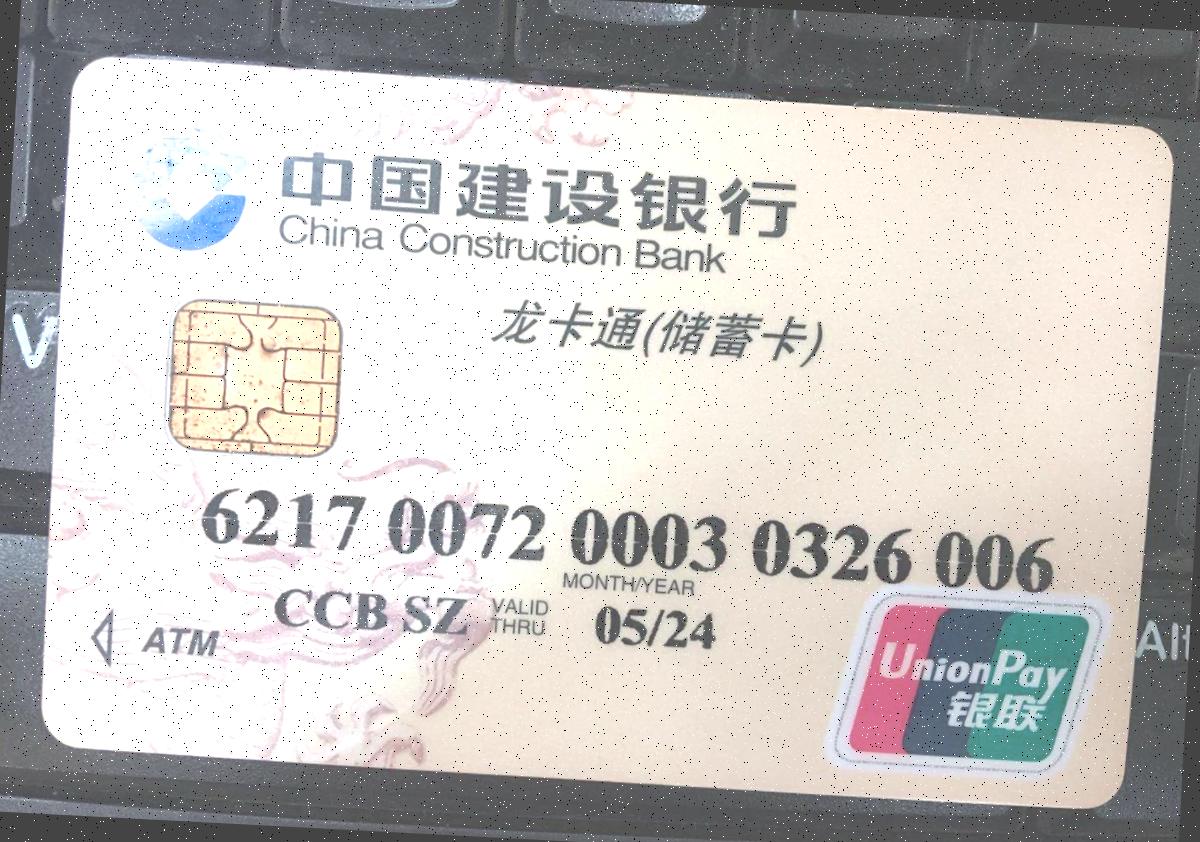 中国建设银行
China Construction Bank
龙卡通(储蓄卡)
6217 0072 0003 0326 006
MONTH/YEAR
CCB SZ VALID THRU 05/24
ATM
UnionPay
银联
V
Alt